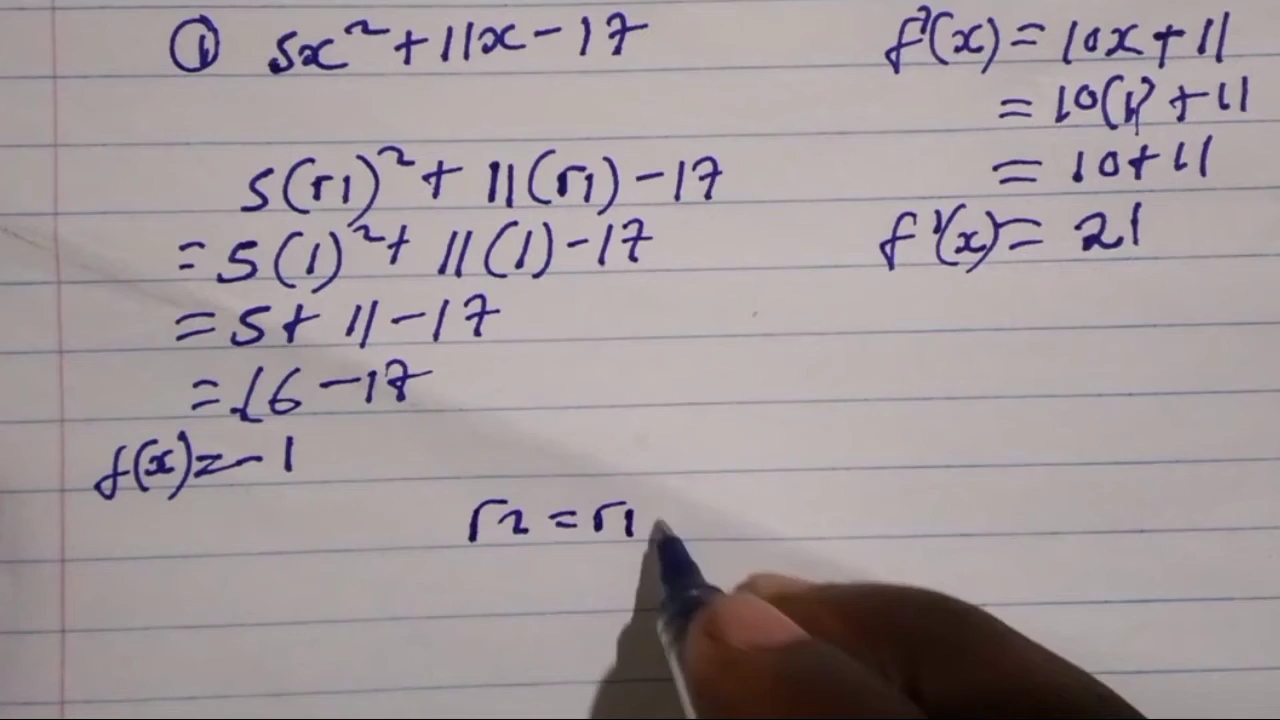 ① 5x²+11x-17
5(r1)²+11(r1)-17
=5(1)²+11(1)-17
=5+11-17
=16-17
f(x)=-1
r2=r1
f'(x)=10x+11
=10(1)+11
=10+11
f'(x)=21